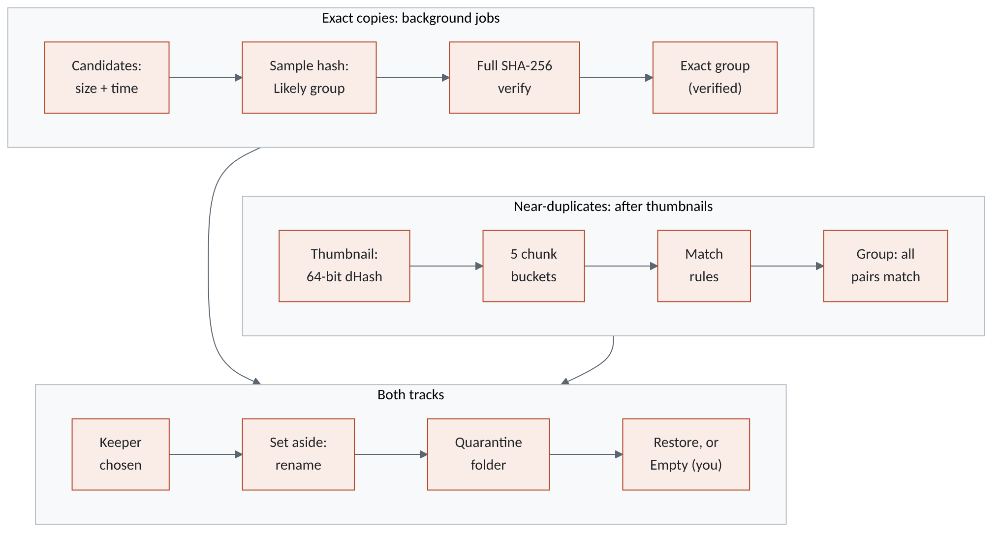 Exact copies: background jobs
Candidates:
size + time
Sample hash:
Likely group
Full SHA-256
verify
Exact group
(verified)
Near-duplicates: after thumbnails
Thumbnail:
64-bit dHash
5 chunk
buckets
Match
rules
Group: all
pairs match
Both tracks
Keeper
chosen
Set aside:
rename
Quarantine
folder
Restore, or
Empty (you)